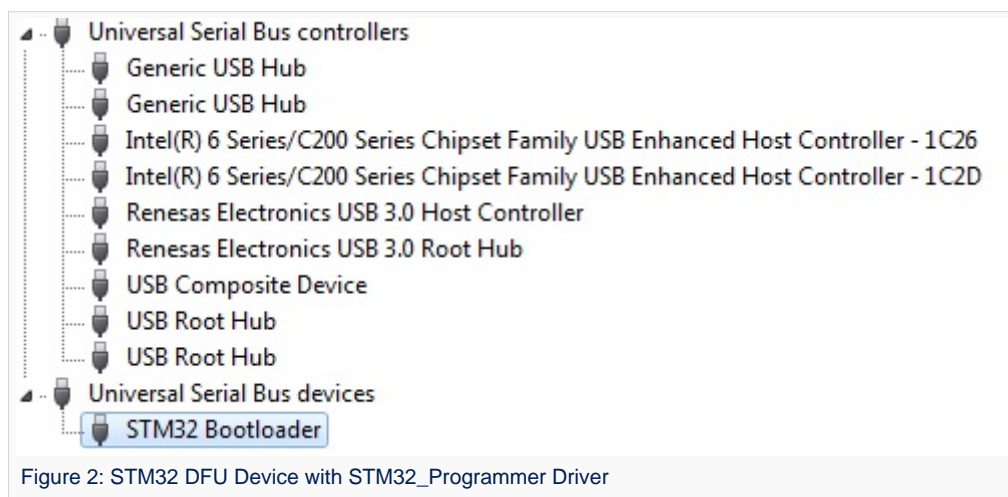 Universal Serial Bus controllers
Generic USB Hub
Generic USB Hub
Intel(R) 6 Series/C200 Series Chipset Family USB Enhanced Host Controller - 1C26
Intel(R) 6 Series/C200 Series Chipset Family USB Enhanced Host Controller - 1C2D
Renesas Electronics USB 3.0 Host Controller
Renesas Electronics USB 3.0 Root Hub
USB Composite Device
USB Root Hub
USB Root Hub
Universal Serial Bus devices
STM32 Bootloader
Figure 2: STM32 DFU Device with STM32_Programmer Driver